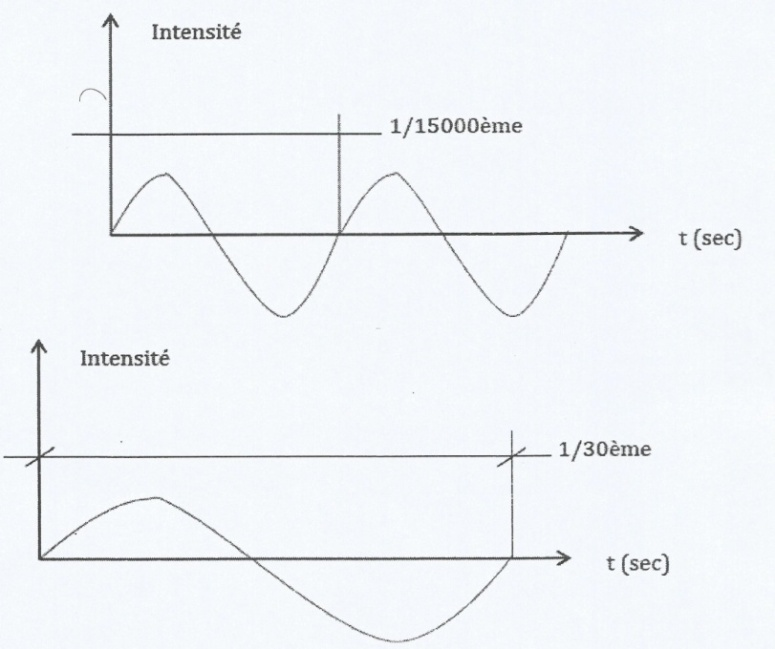 Intensité
1/15000ème
t (sec)
Intensité
1/30ème
t (sec)